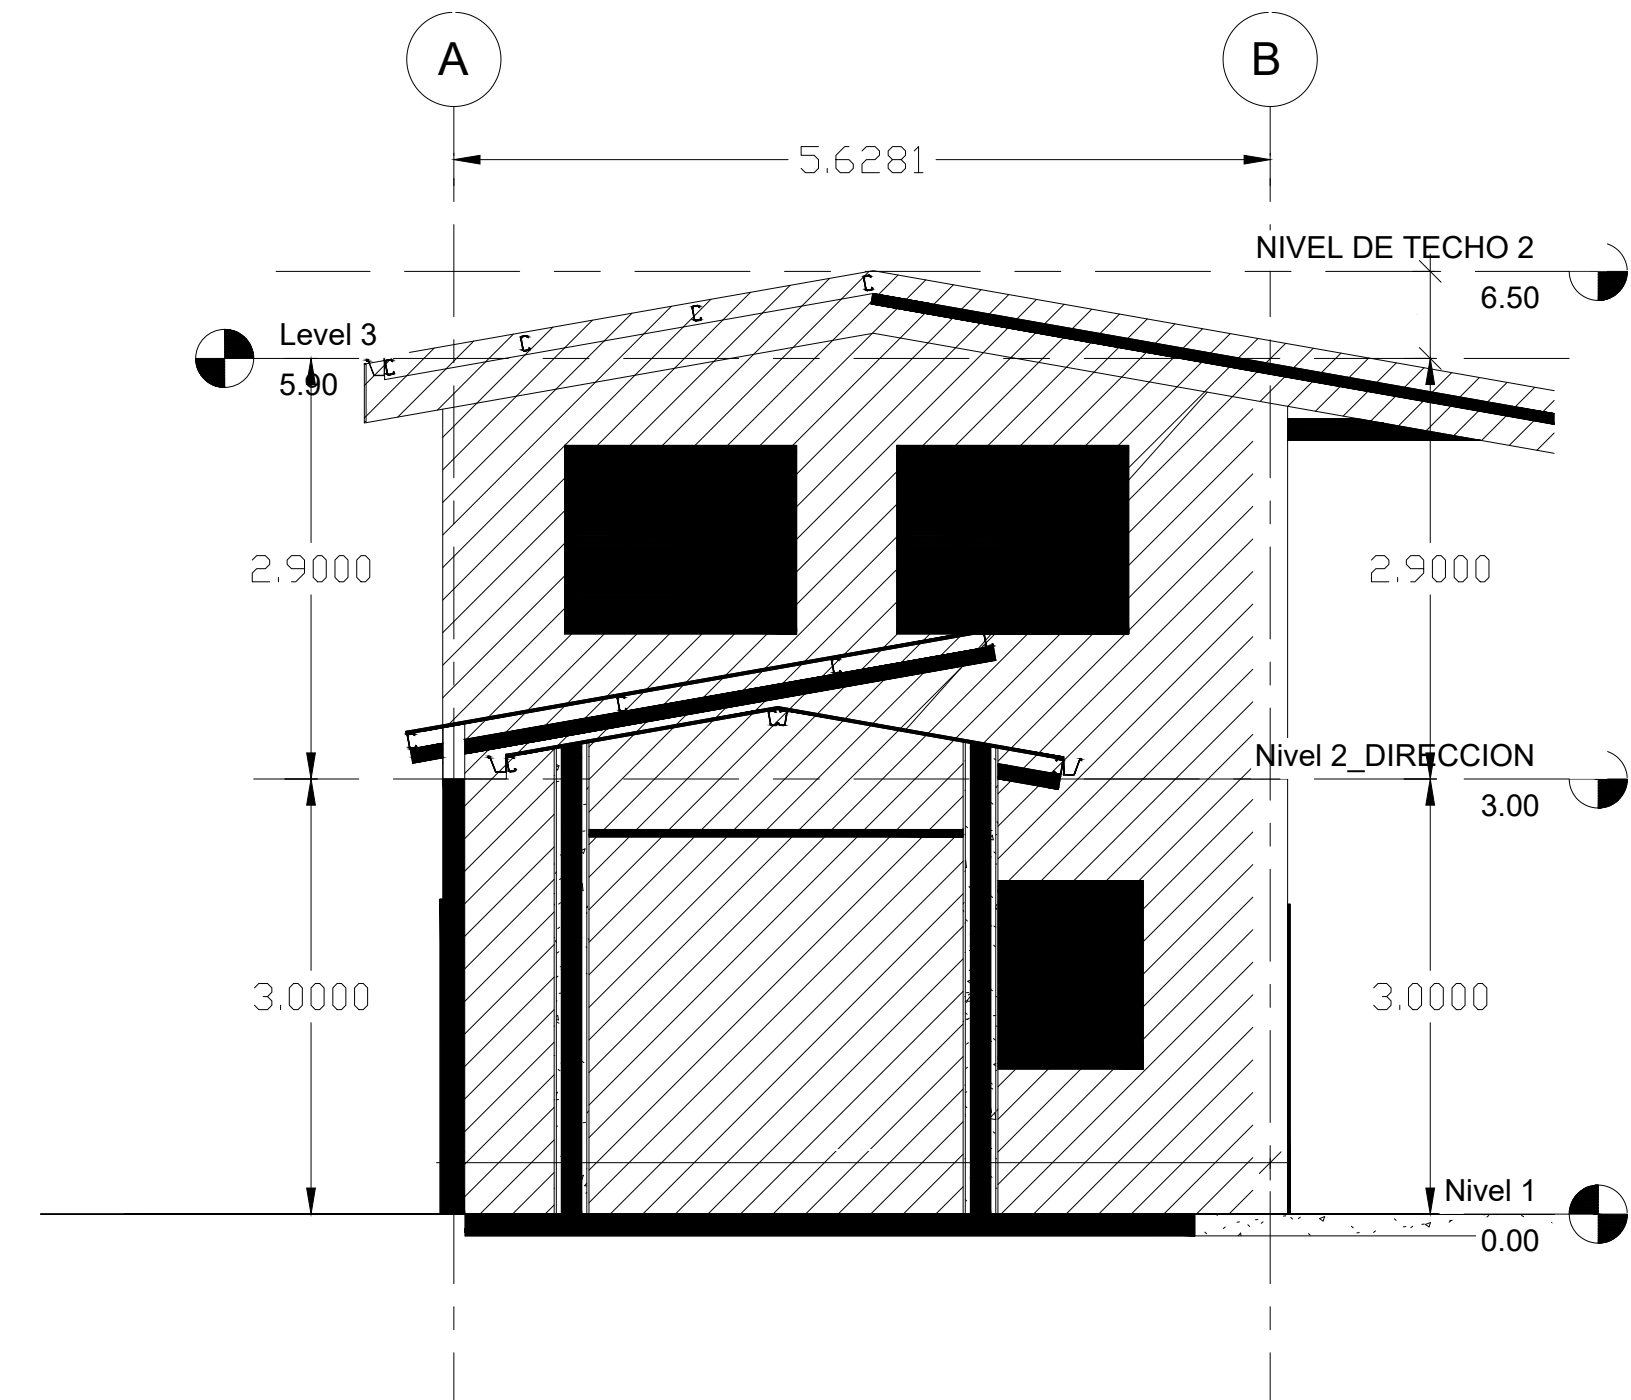 A
B
5.6281
NIVEL DE TECHO 2
6.50
Level 3
5.90
2.9000
2.9000
Nivel 2_DIRECCION
3.00
3.0000
3.0000
Nivel 1
0.00